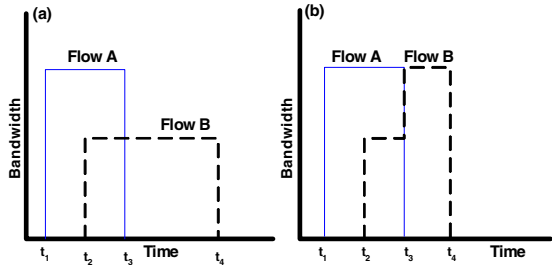 (a)
Flow A
Flow B
Bandwidth
t1 t2 t3 Time t4
(b)
Flow A Flow B
Bandwidth
t1 t2 t3 t4 Time